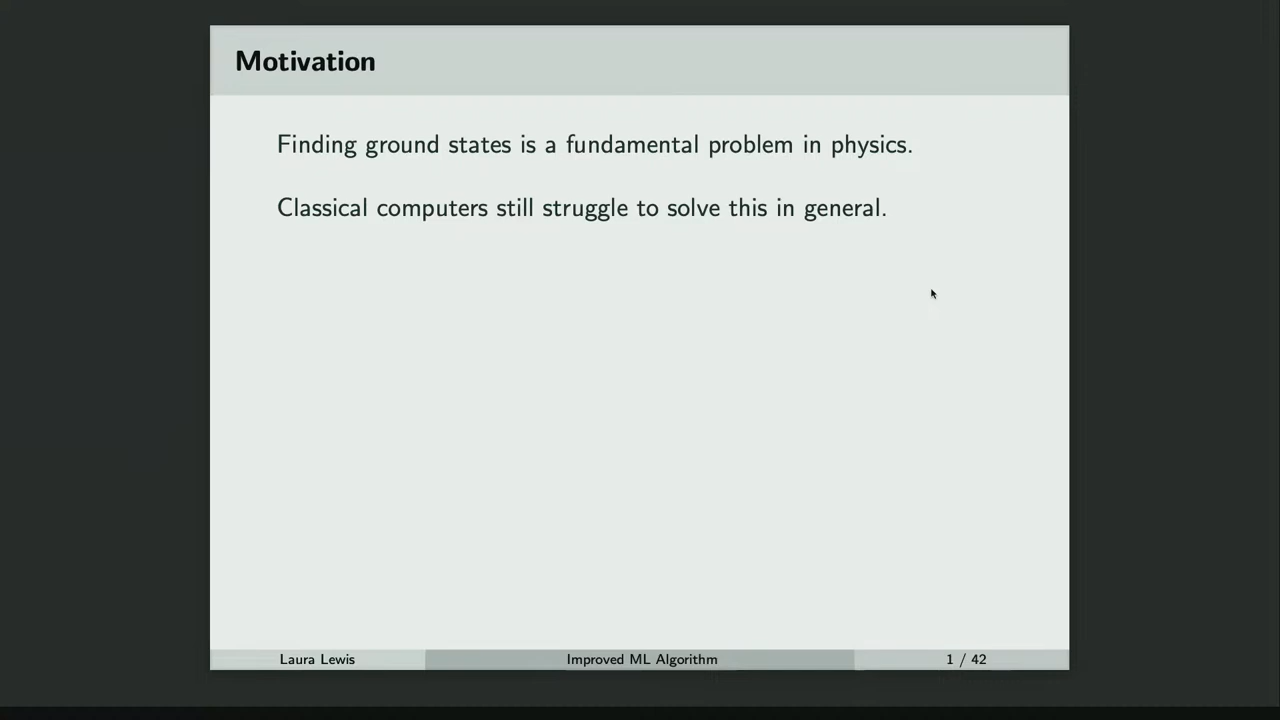 Motivation
Finding ground states is a fundamental problem in physics.
Classical computers still struggle to solve this in general.
Laura Lewis
Improved ML Algorithm
1 / 42